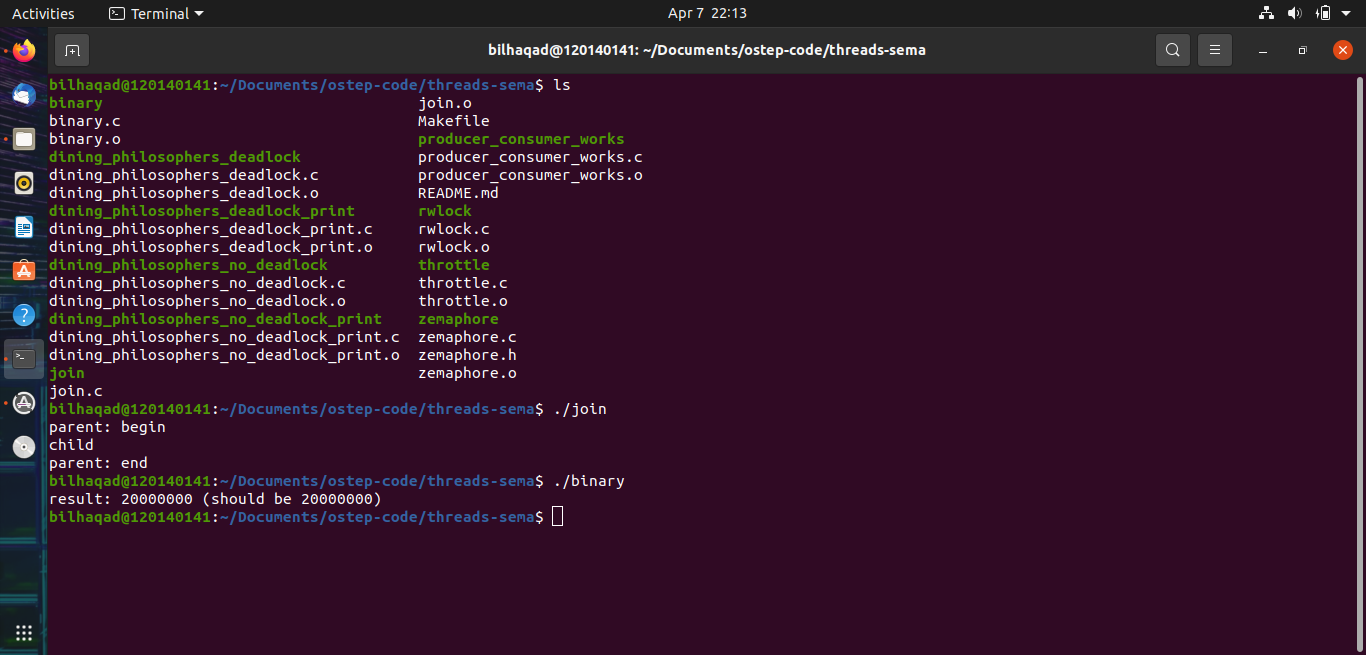 Activities Terminal Apr 7 22:13
bilhaqad@120140141: ~/Documents/ostep-code/threads-sema
bilhaqad@120140141:~/Documents/ostep-code/threads-sema$ ls
binary join.o
binary.c Makefile
binary.o producer_consumer_works
dining_philosophers_deadlock producer_consumer_works.c
dining_philosophers_deadlock.c producer_consumer_works.o
dining_philosophers_deadlock.o README.md
dining_philosophers_deadlock_print rwlock
dining_philosophers_deadlock_print.c rwlock.c
dining_philosophers_deadlock_print.o rwlock.o
dining_philosophers_no_deadlock throttle
dining_philosophers_no_deadlock.c throttle.c
dining_philosophers_no_deadlock.o throttle.o
dining_philosophers_no_deadlock_print zemaphore
dining_philosophers_no_deadlock_print.c zemaphore.c
dining_philosophers_no_deadlock_print.o zemaphore.h
join zemaphore.o
join.c
bilhaqad@120140141:~/Documents/ostep-code/threads-sema$ ./join
parent: begin
child
parent: end
bilhaqad@120140141:~/Documents/ostep-code/threads-sema$ ./binary
result: 20000000 (should be 20000000)
bilhaqad@120140141:~/Documents/ostep-code/threads-sema$